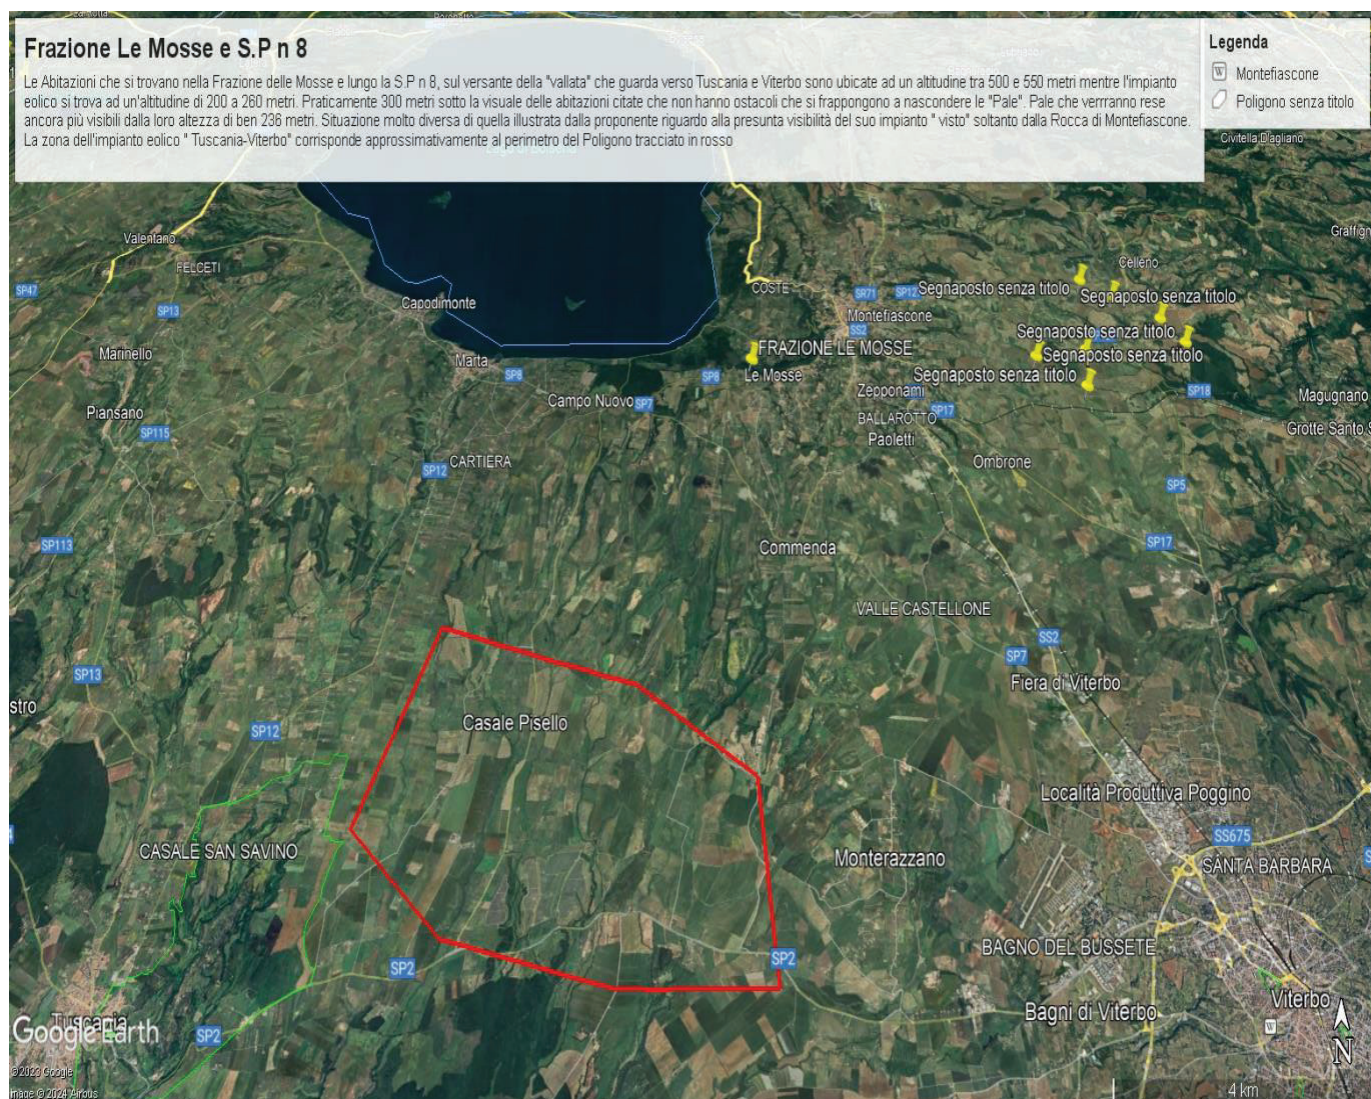 Frazione Le Mosse e S.P n 8
Le Abitazioni che si trovano nella Frazione delle Mosse e lungo la S.P n 8, sul versante della "vallata" che guarda verso Tuscania e Viterbo sono ubicate ad un altitudine tra 500 e 550 metri mentre l'impianto
eolico si trova ad un'altitudine di 200 a 260 metri. Praticamente 300 metri sotto la visuale delle abitazioni citate che non hanno ostacoli che si frappongono a nascondere le "Pale". Pale che verrranno rese
ancora più visibili dalla loro altezza di ben 236 metri. Situazione molto diversa di quella illustrata dalla proponente riguardo alla presunta visibilità del suo impianto " visto" soltanto dalla Rocca di Montefiascone.
La zona dell'impianto eolico " Tuscania-Viterbo" corrisponde approssimativamente al perimetro del Poligono tracciato in rosso
Legenda
Montefiascone
Poligono senza titolo
Civitella D'agliano
Valentano
FELCETI
SP47
SP13
Capodimonte
COSTE
SR71
SP12
Celleno
Segnaposto senza titolo
Segnaposto senza titolo
Montefiascone
SS2
Segnaposto senza titolo
FRAZIONE LE MOSSE
Segnaposto senza titolo
Marinello
Marta
SP8
SP8
Le Mosse
Segnaposto senza titolo
Zepponami
SP18
Magugnano
Piansano
Campo Nuovo
SP7
SP17
BALLAROTTO
Paoletti
Grotte Santo S
SP115
CARTIERA
SP12
Ombrone
SP5
SP113
Commenda
SP17
VALLE CASTELLONE
SS2
SP7
SP13
Fiera di Viterbo
stro
SP12
Casale Pisello
Località Produttiva Poggino
SS675
CASALE SAN SAVINO
Monterazzano
SANTA BARBARA
BAGNO DEL BUSSETE
SP2
SP2
Bagni di Viterbo
Viterbo
Tuscania
Google Earth
SP2
N
©2023 Google
Image © 2024 Airbus
4 km